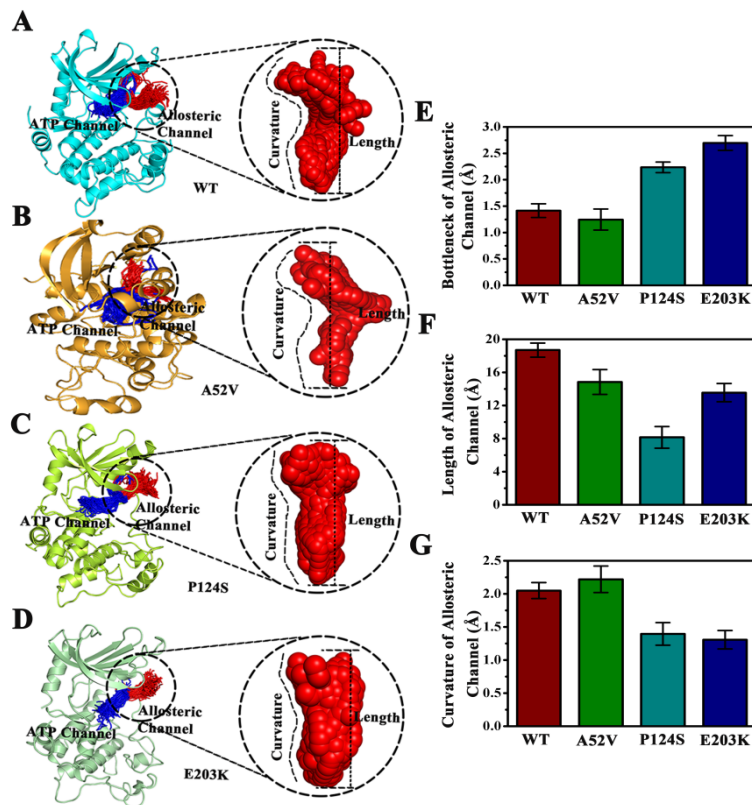 A
ATP Channel
Allosteric
Channel
WT
Curvature
Length
B
ATP Channel
Allosteric
Channel
A52V
Curvature
Length
C
ATP Channel
Allosteric
Channel
P124S
Curvature
Length
D
ATP Channel
Allosteric
Channel
E203K
Curvature
Length
E
Bottleneck of Allosteric
Channel (Å)
3.0
2.5
2.0
1.5
1.0
0.5
0.0
WT A52V P124S E203K
F
Length of Allosteric
Channel (Å)
20
16
12
8
4
0
WT A52V P124S E203K
G
Curvature of Allosteric
Channel (Å)
2.5
2.0
1.5
1.0
0.5
0.0
WT A52V P124S E203K